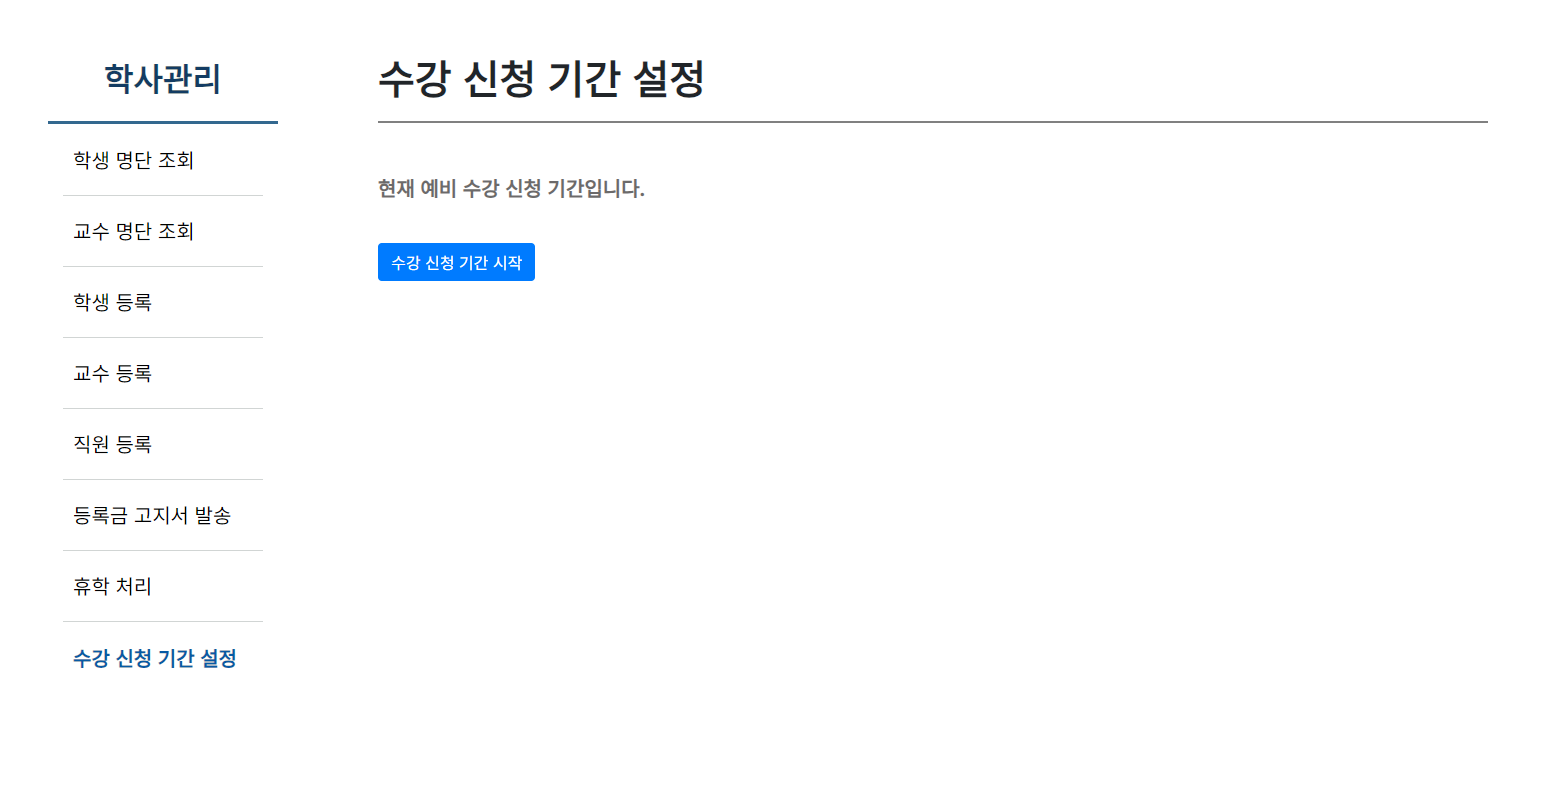 학사관리
학생 명단 조회
교수 명단 조회
학생 등록
교수 등록
직원 등록
등록금 고지서 발송
휴학 처리
수강 신청 기간 설정
수강 신청 기간 설정
현재 예비 수강 신청 기간입니다.
수강 신청 기간 시작